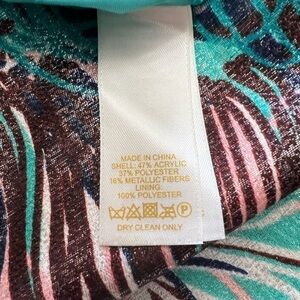 MADE IN CHINA
SHELL: 47% ACRYLIC
37% POLYESTER
16% METALLIC FIBERS
LINING:
100% POLYESTER
P
DRY CLEAN ONLY